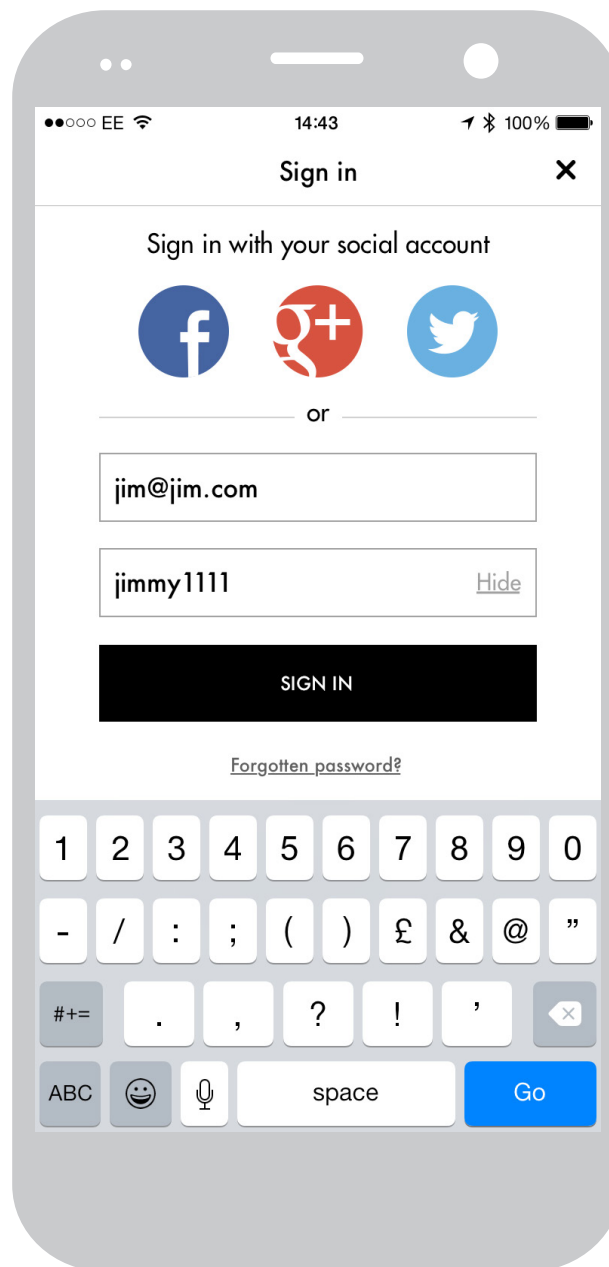 EE 14:43 100%
Sign in
Sign in with your social account
f g+
or
jim@jim.com
jimmy1111 Hide
SIGN IN
Forgotten password?
1 2 3 4 5 6 7 8 9 0
- / : ; ( ) £ & @ ”
#+= . , ? ! ’
ABC space Go